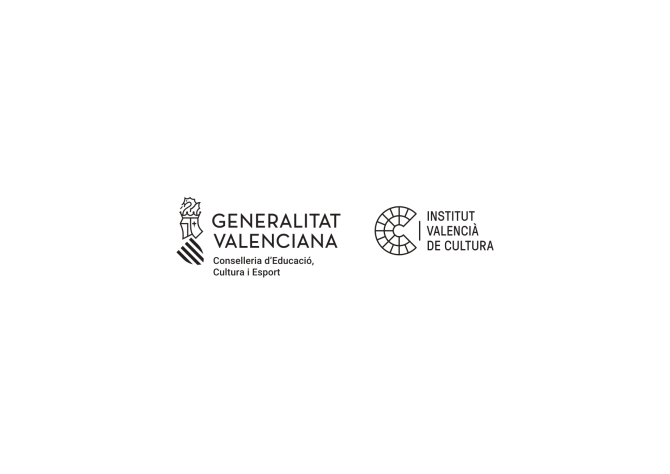 GENERALITAT
VALENCIANA
Conselleria d'Educació,
Cultura i Esport
INSTITUT
VALENCIÀ
DE CULTURA